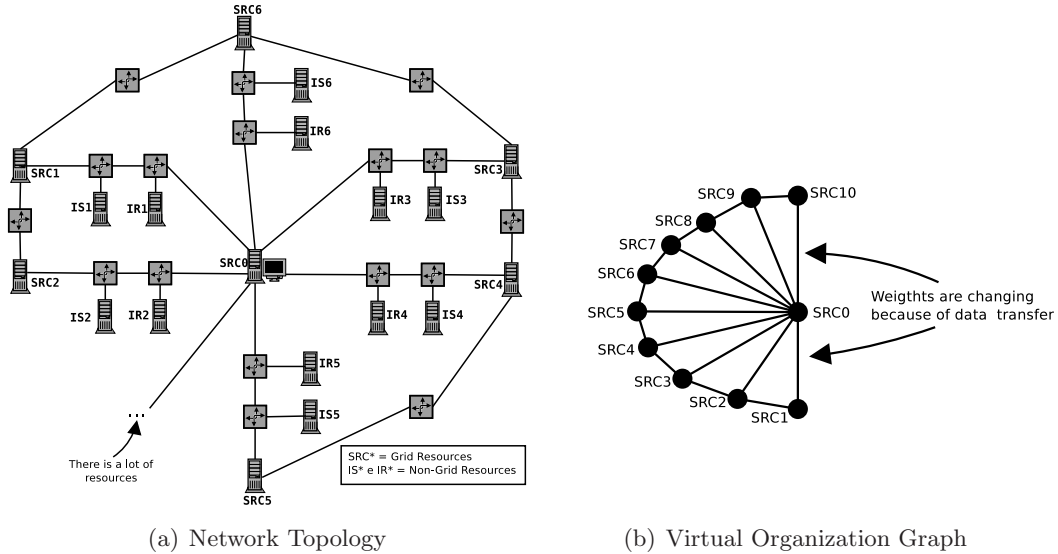 SRC6
IS6
IR6
SRC1
IS1
IR1
IR3
IS3
SRC3
SRC0
SRC2
IS2
IR2
IR4
IS4
SRC4
IR5
IS5
SRC5
...
There is a lot of
resources
SRC* = Grid Resources
IS* e IR* = Non-Grid Resources
(a) Network Topology
SRC10
SRC9
SRC8
SRC7
SRC6
SRC5
SRC4
SRC3
SRC2
SRC1
SRC0
Weigthts are changing
because of data transfer
(b) Virtual Organization Graph